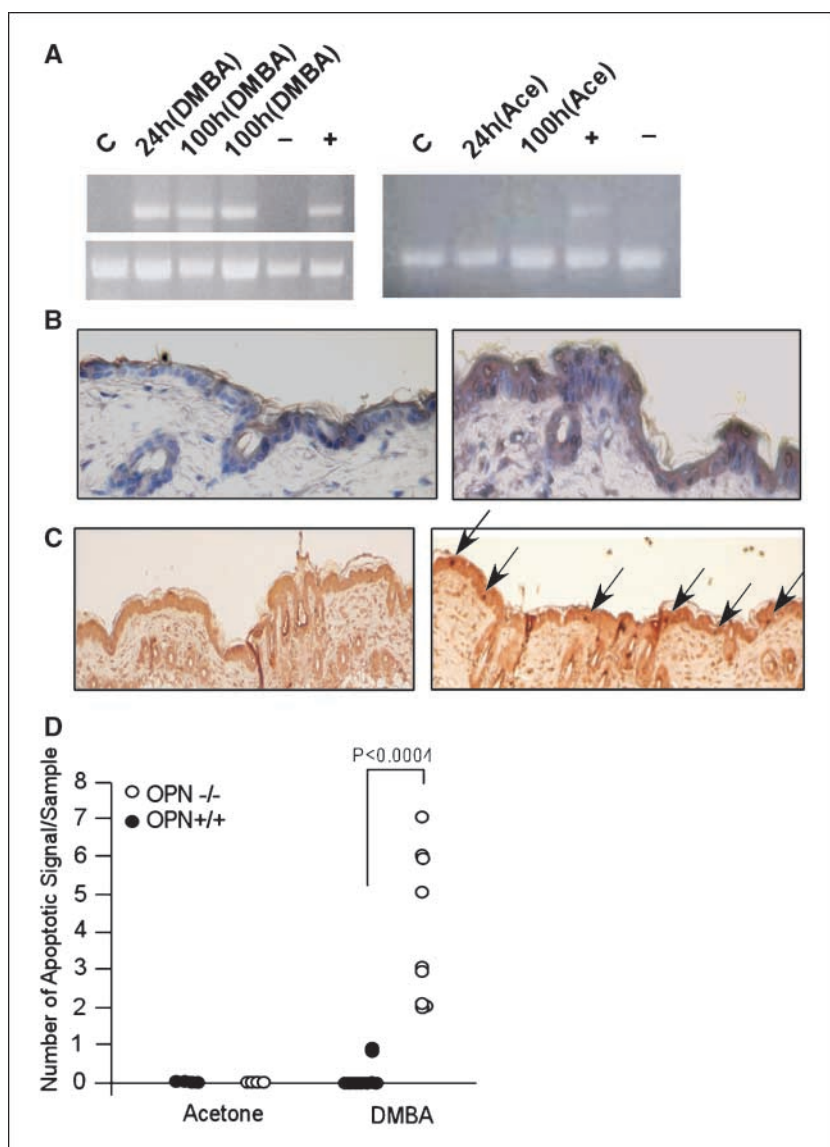 A
C 24h(DMBA) 100h(DMBA) 100h(DMBA) – +
C 24h(Ace) 100h(Ace) + –
B
C
D
P<0.0001
Number of Apoptotic Signal/Sample
8
7
6
5
4
3
2
1
0
OPN -/-
OPN+/+
Acetone DMBA